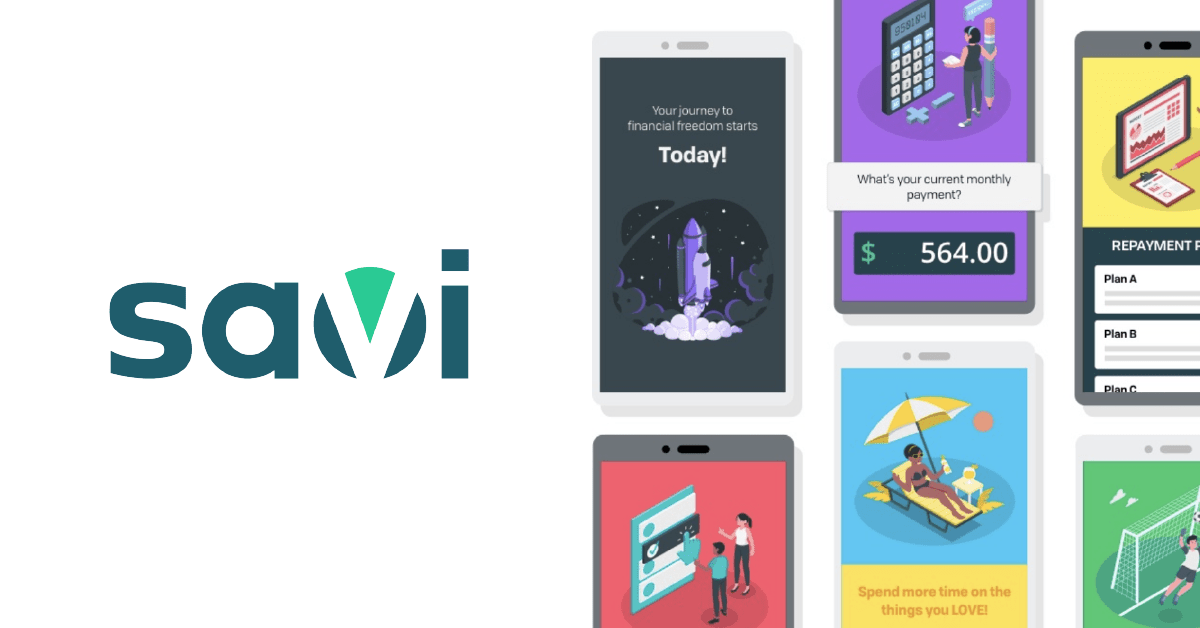 savi
Your journey to
financial freedom starts
Today!
950104
What's your current monthly
payment?
$ 564.00
REPAYMENT P
Plan A
Plan B
Plan C
Spend more time on the
things you LOVE!